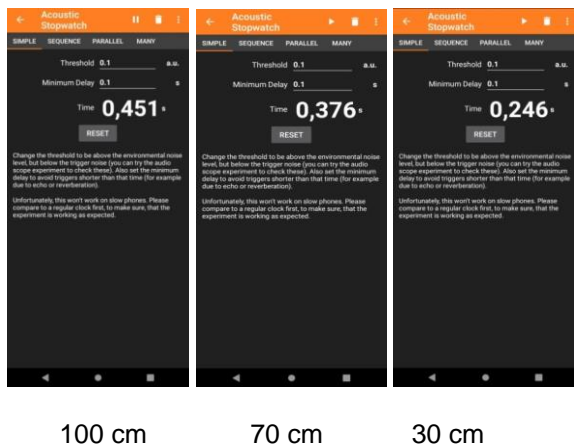 Acoustic
Stopwatch
SIMPLE SEQUENCE PARALLEL MANY
Threshold 0.1 a.u.
Minimum Delay 0.1 s
Time 0,451 s
RESET
Change the threshold to be above the environmental noise
level, but below the trigger noise (you can try the audio
scope experiment to check these). Also set the minimum
delay to avoid triggers shorter than that time (for example
due to echo or reverberation).
Unfortunately, this won't work on slow phones. Please
compare to a regular clock first, to make sure, that the
experiment is working as expected.
100 cm
Acoustic
Stopwatch
SIMPLE SEQUENCE PARALLEL MANY
Threshold 0.1 a.u.
Minimum Delay 0.1 s
Time 0,376 s
RESET
Change the threshold to be above the environmental noise
level, but below the trigger noise (you can try the audio
scope experiment to check these). Also set the minimum
delay to avoid triggers shorter than that time (for example
due to echo or reverberation).
Unfortunately, this won't work on slow phones. Please
compare to a regular clock first, to make sure, that the
experiment is working as expected.
70 cm
Acoustic
Stopwatch
SIMPLE SEQUENCE PARALLEL MANY
Threshold 0.1 a.u.
Minimum Delay 0.1 s
Time 0,246 s
RESET
Change the threshold to be above the environmental noise
level, but below the trigger noise (you can try the audio
scope experiment to check these). Also set the minimum
delay to avoid triggers shorter than that time (for example
due to echo or reverberation).
Unfortunately, this won't work on slow phones. Please
compare to a regular clock first, to make sure, that the
experiment is working as expected.
30 cm